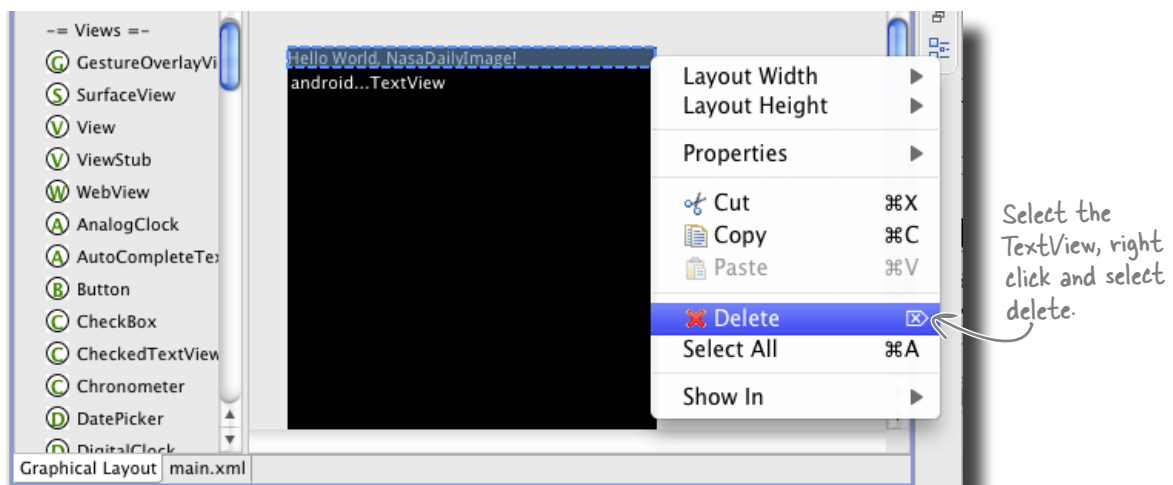 -= Views =-
G GestureOverlayVi
S SurfaceView
V View
V ViewStub
W WebView
A AnalogClock
A AutoCompleteTe
B Button
C CheckBox
C CheckedTextView
C Chronometer
D DatePicker
D DigitalClock
Graphical Layout main.xml
Hello World, NasaDailyImage!
android...TextView
Layout Width
Layout Height
Properties
Cut ⌘X
Copy ⌘C
Paste ⌘V
Delete ⌦
Select All ⌘A
Show In
Select the
TextView, right
click and select
delete.